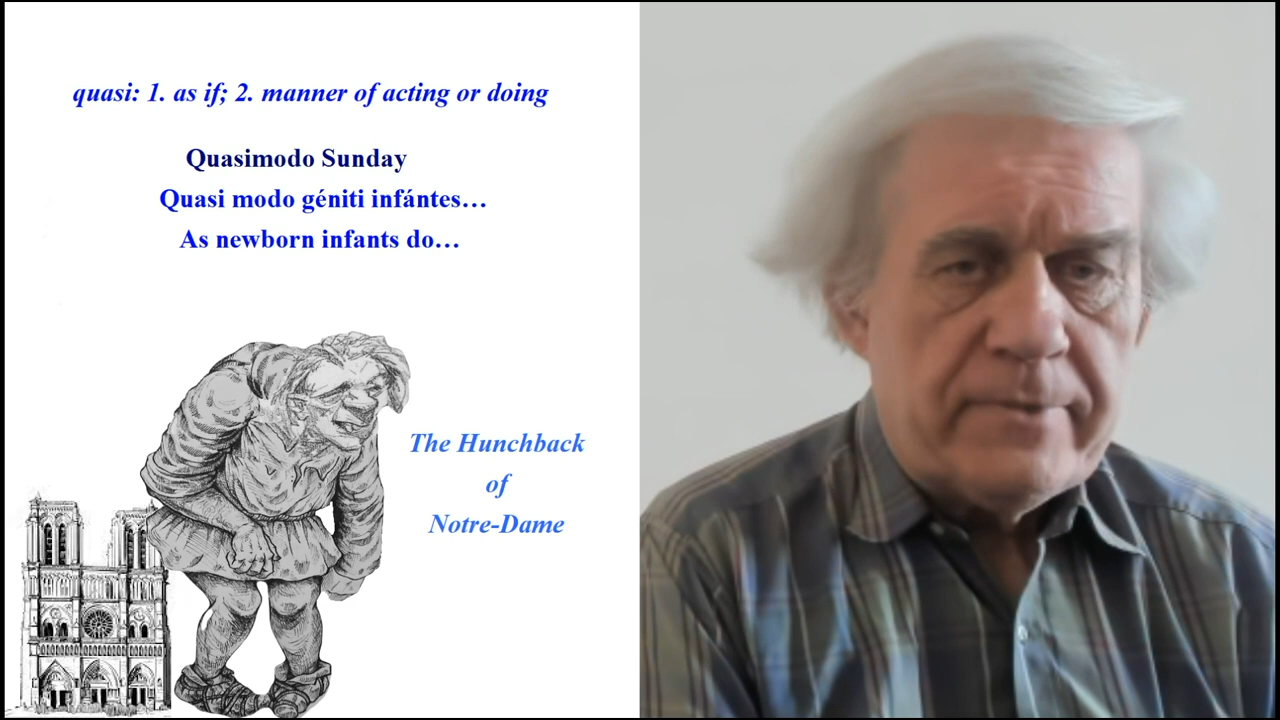 quasi: 1. as if; 2. manner of acting or doing
Quasimodo Sunday
Quasi modo géniti infántes…
As newborn infants do…
The Hunchback
of
Notre-Dame